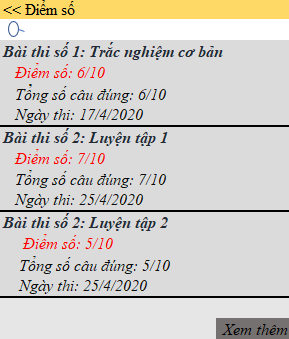 << Điểm số
Bài thi số 1: Trắc nghiệm cơ bản
Điểm số: 6/10
Tổng số câu đúng: 6/10
Ngày thi: 17/4/2020
Bài thi số 2: Luyện tập 1
Điểm số: 7/10
Tổng số câu đúng: 7/10
Ngày thi: 25/4/2020
Bài thi số 2: Luyện tập 2
Điểm số: 5/10
Tổng số câu đúng: 5/10
Ngày thi: 25/4/2020
Xem thêm